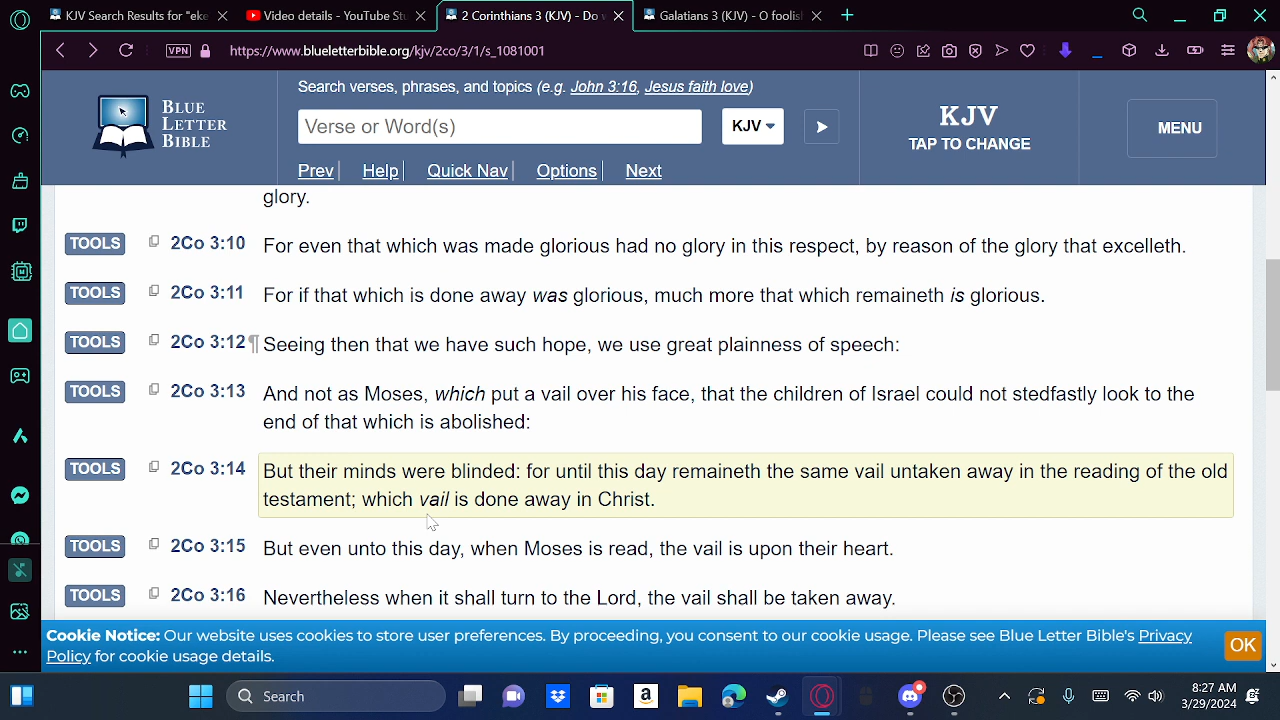 KJV Search Results for "eke
Video details - YouTube Stu
2 Corinthians 3 (KJV) - Do w
Galatians 3 (KJV) - O foolish
VPN
https://www.blueletterbible.org/kjv/2co/3/1/s_1081001
BLUE
LETTER
BIBLE
Search verses, phrases, and topics (e.g. John 3:16, Jesus faith love)
Verse or Word(s)
KJV
Prev
Help
Quick Nav
Options
Next
KJV
TAP TO CHANGE
MENU
glory.
TOOLS 2Co 3:10 For even that which was made glorious had no glory in this respect, by reason of the glory that excelleth.
TOOLS 2Co 3:11 For if that which is done away was glorious, much more that which remaineth is glorious.
TOOLS 2Co 3:12 ¶ Seeing then that we have such hope, we use great plainness of speech:
TOOLS 2Co 3:13 And not as Moses, which put a vail over his face, that the children of Israel could not stedfastly look to the
end of that which is abolished:
TOOLS 2Co 3:14 But their minds were blinded: for until this day remaineth the same vail untaken away in the reading of the old
testament; which vail is done away in Christ.
TOOLS 2Co 3:15 But even unto this day, when Moses is read, the vail is upon their heart.
TOOLS 2Co 3:16 Nevertheless when it shall turn to the Lord, the vail shall be taken away.
Cookie Notice: Our website uses cookies to store user preferences. By proceeding, you consent to our cookie usage. Please see Blue Letter Bible's Privacy
Policy for cookie usage details.
OK
Search
8:27 AM
3/29/2024